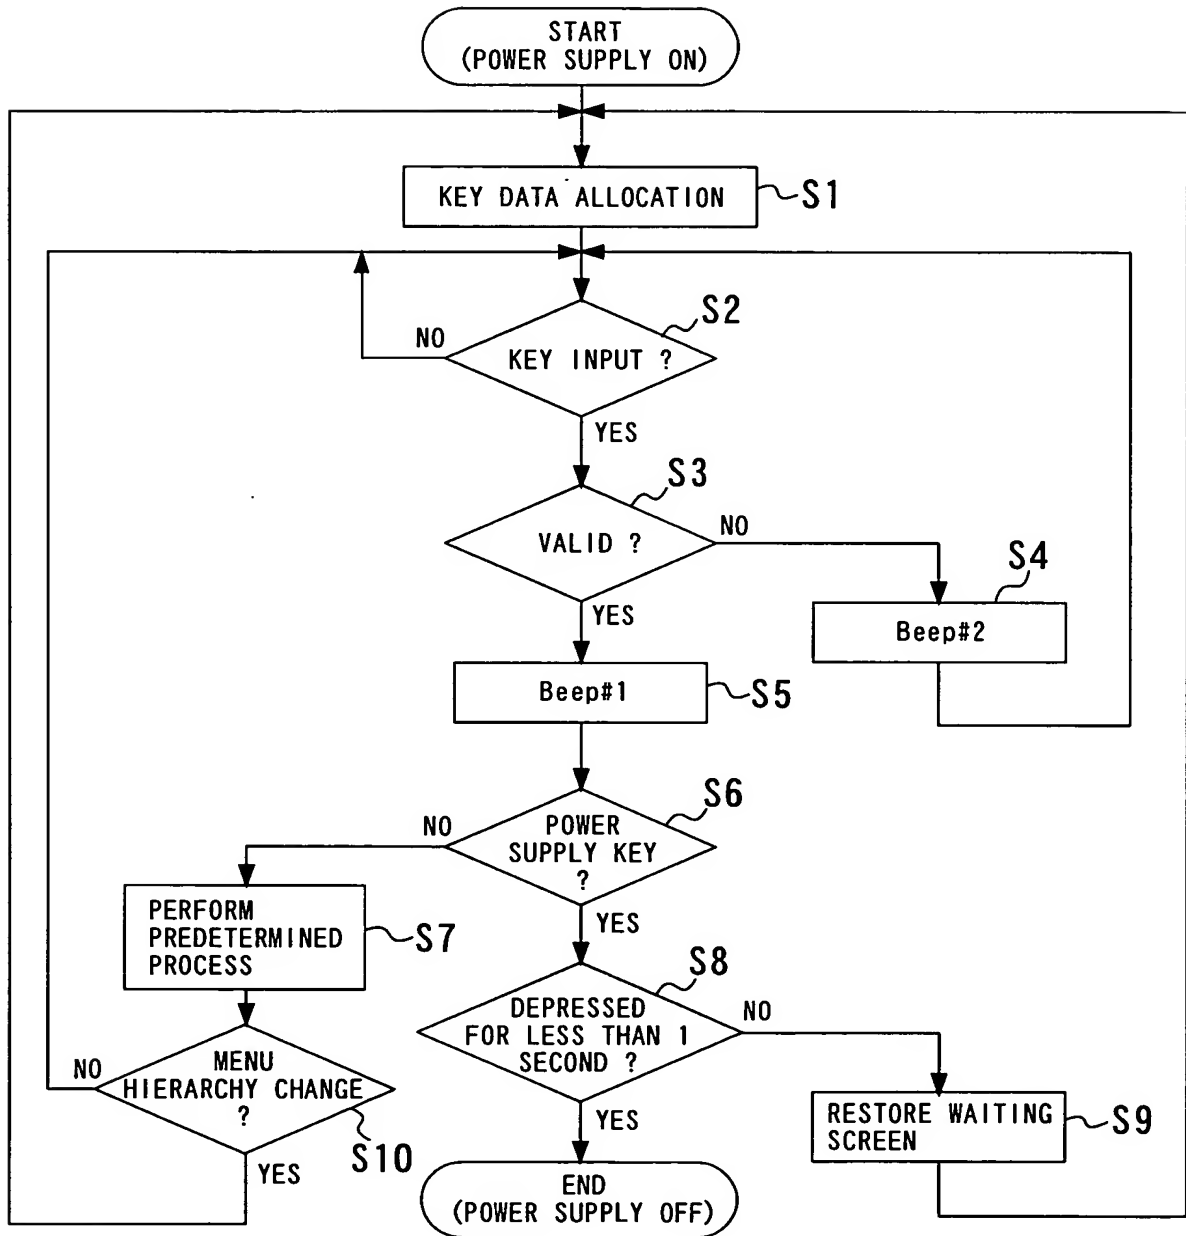 START
(POWER SUPPLY ON)
KEY DATA ALLOCATION
S1
S2
NO
KEY INPUT ?
YES
S3
VALID ?
NO
S4
YES
Beep#2
Beep#1
S5
S6
NO
POWER
SUPPLY KEY
?
YES
PERFORM
PREDETERMINED
PROCESS
S7
S8
DEPRESSED
FOR LESS THAN 1
SECOND ?
NO
NO
MENU
HIERARCHY CHANGE
?
S10
YES
YES
RESTORE WAITING
SCREEN
S9
END
(POWER SUPPLY OFF)